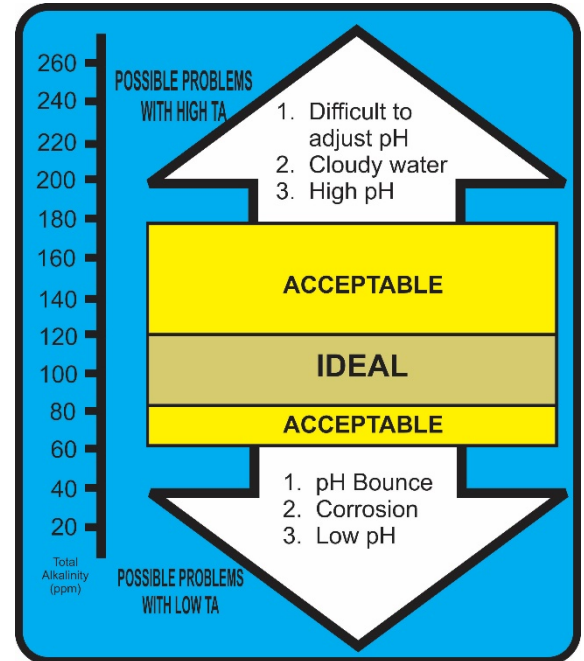 260
240
220
200
180
160
140
120
100
80
60
40
20
Total
Alkalinity
(ppm)
POSSIBLE PROBLEMS
WITH HIGH TA
1. Difficult to
adjust pH
2. Cloudy water
3. High pH
ACCEPTABLE
IDEAL
ACCEPTABLE
1. pH Bounce
2. Corrosion
3. Low pH
POSSIBLE PROBLEMS
WITH LOW TA